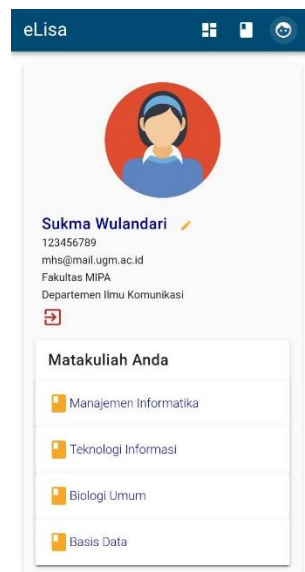 eLisa
Sukma Wulandari
123456789
mhs@mail.ugm.ac.id
Fakultas MIPA
Departemen Ilmu Komunikasi
Matakuliah Anda
Manajemen Informatika
Teknologi Informasi
Biologi Umum
Basis Data